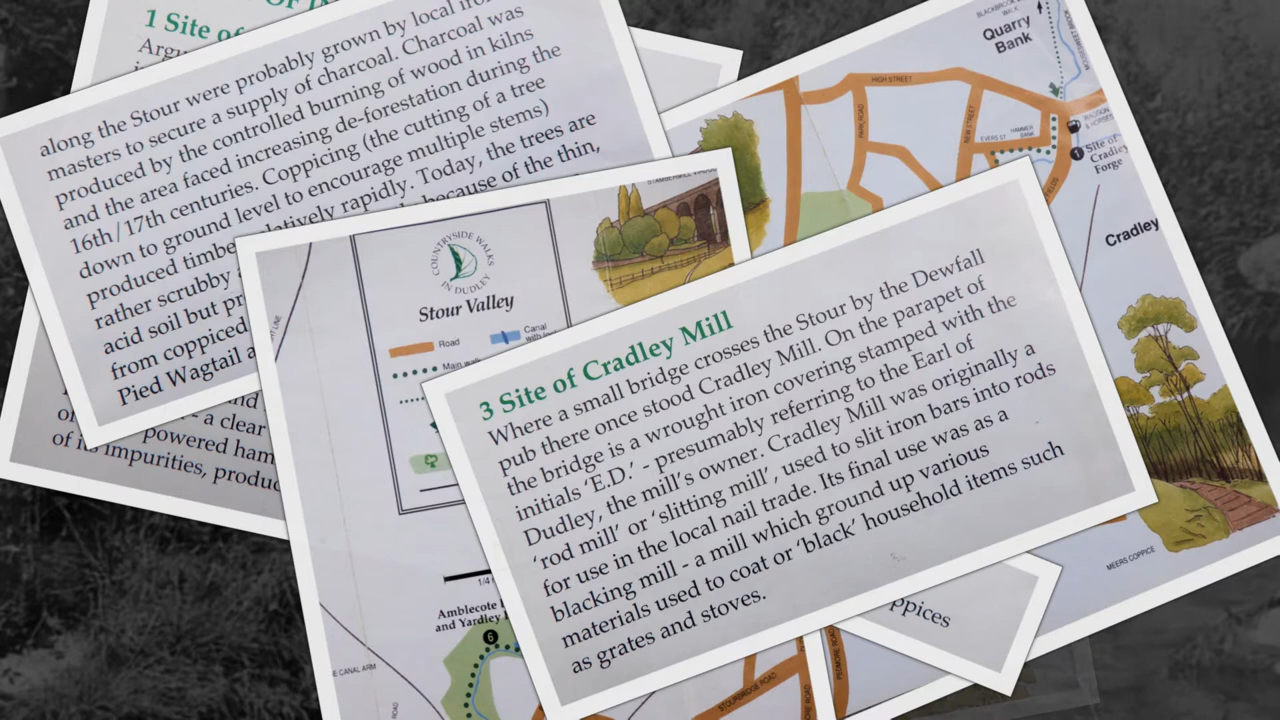 1 Site of
along the Stour were probably grown by local iron
masters to secure a supply of charcoal. Charcoal was
produced by the controlled burning of wood in kilns
and the area faced increasing de-forestation during the
16th/17th centuries. Coppicing (the cutting of a tree
down to ground level to encourage multiple stems)
produced timber relatively rapidly. Today, the trees are
rather scrubby because of the thin,
acid soil but
from coppiced
Pied Wagtail
- a clear
powered
of its impurities,
COUNTRYSIDE WALKS
IN DUDLEY
Stour Valley
Road
Canal
Main
1/4
Amblecote
and Yardley
6
CANAL ARM
ROAD
STOURBRIDGE ROAD
PEDMORE ROAD
3 Site of Cradley Mill
Where a small bridge crosses the Stour by the Dewfall
pub there once stood Cradley Mill. On the parapet of
the bridge is a wrought iron covering stamped with the
initials ‘E.D.’ - presumably referring to the Earl of
Dudley, the mill’s owner. Cradley Mill was originally a
‘rod mill’ or ‘slitting mill’, used to slit iron bars into rods
for use in the local nail trade. Its final use was as a
blacking mill - a mill which ground up various
materials used to coat or ‘black’ household items such
as grates and stoves.
Quarry
Bank
HIGH STREET
PARK ROAD
NEW STREET
EVERS ST
HAMMER
BANK
1 Site of
Cradley
Forge
Cradley
MEERS COPPICE